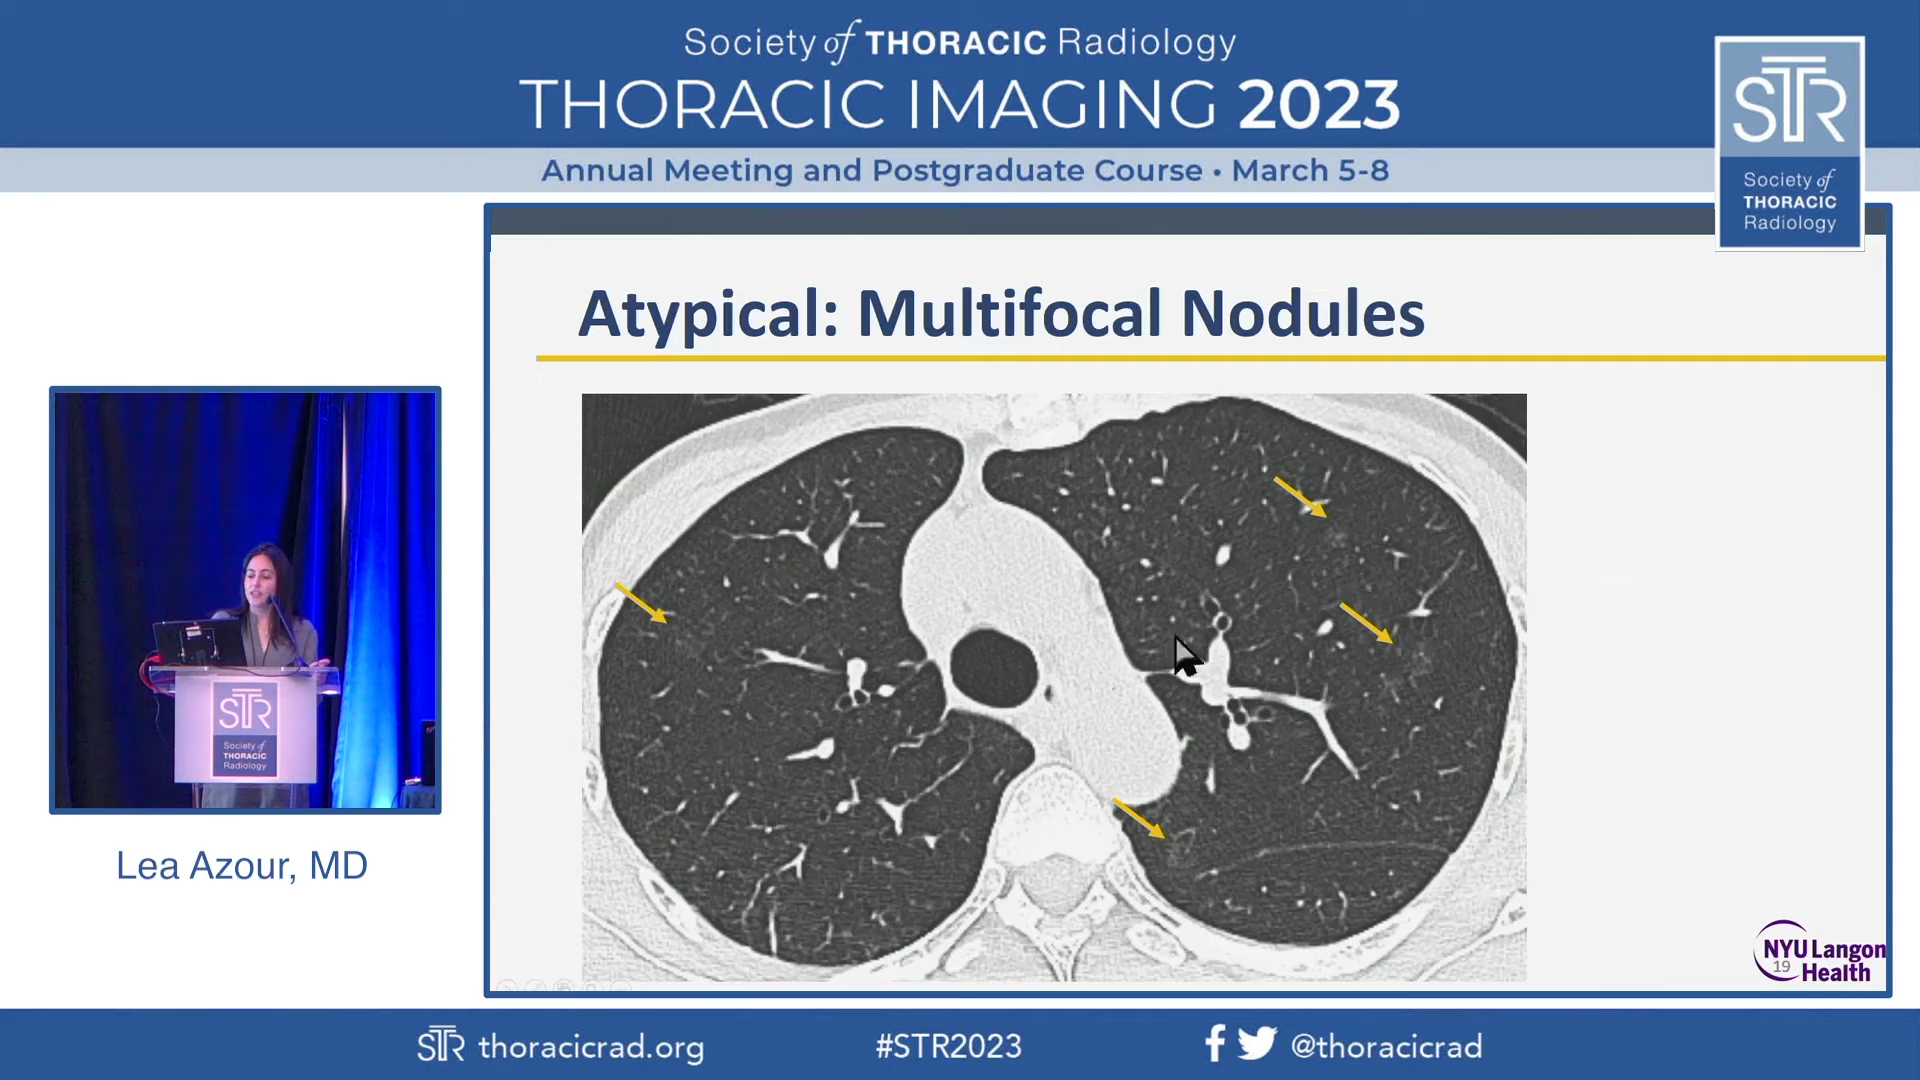 Society of THORACIC Radiology
THORACIC IMAGING 2023
Annual Meeting and Postgraduate Course • March 5-8
STR
Society of
THORACIC
Radiology
Atypical: Multifocal Nodules
STR
Society of
THORACIC
Radiology
Lea Azour, MD
NYU Langon
19
Health
STR thoracicrad.org
#STR2023
@thoracicrad